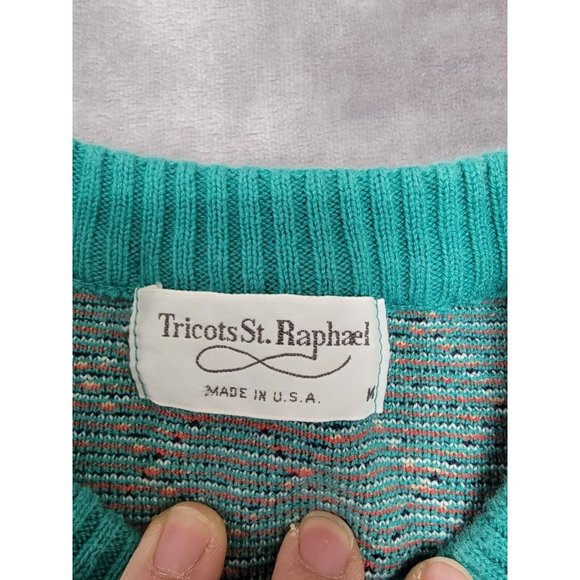 Tricots St. Raphael
MADE IN U.S.A.
M